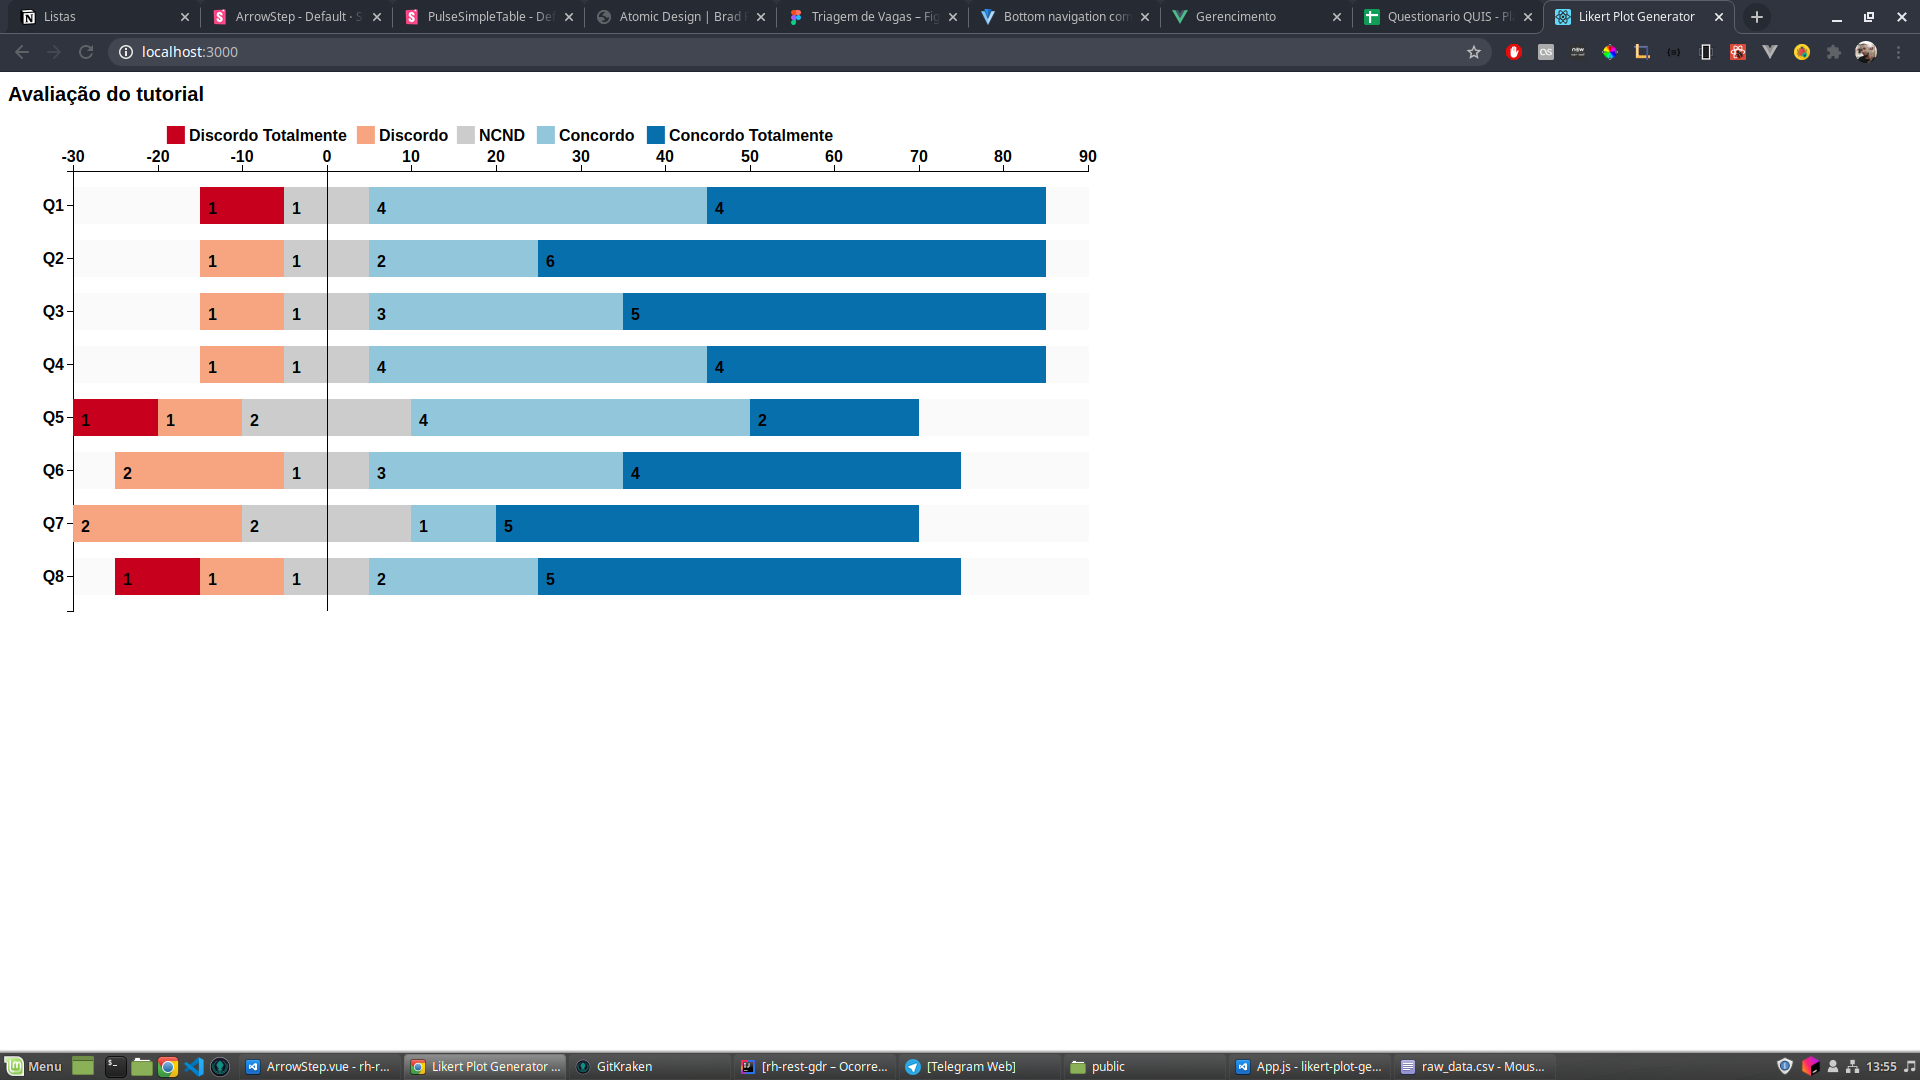 Listas
ArrowStep - Default · S
PulseSimpleTable - Def
Atomic Design | Brad F
Triagem de Vagas – Fig
Bottom navigation com
Gerencimento
Questionario QUIS - Pl
Likert Plot Generator
localhost:3000
Avaliação do tutorial
Discordo Totalmente Discordo NCND Concordo Concordo Totalmente
-30 -20 -10 0 10 20 30 40 50 60 70 80 90
Q1 1 1 4 4
Q2 1 1 2 6
Q3 1 1 3 5
Q4 1 1 4 4
Q5 1 1 2 4 2
Q6 2 1 3 4
Q7 2 2 1 5
Q8 1 1 1 2 5
Menu
ArrowStep.vue - rh-r...
Likert Plot Generator ...
GitKraken
[rh-rest-gdr – Ocorre...
[Telegram Web]
public
App.js - likert-plot-ge...
raw_data.csv - Mous...
13:55